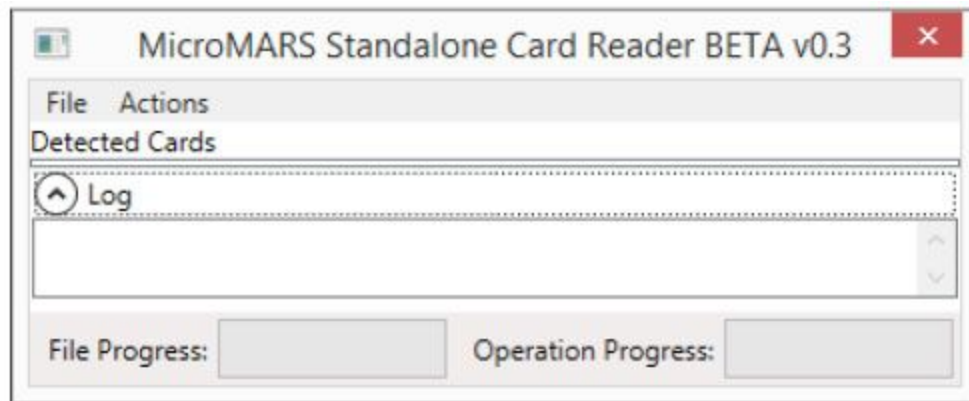 MicroMARS Standalone Card Reader BETA v0.3
File Actions
Detected Cards
Log
File Progress: Operation Progress: